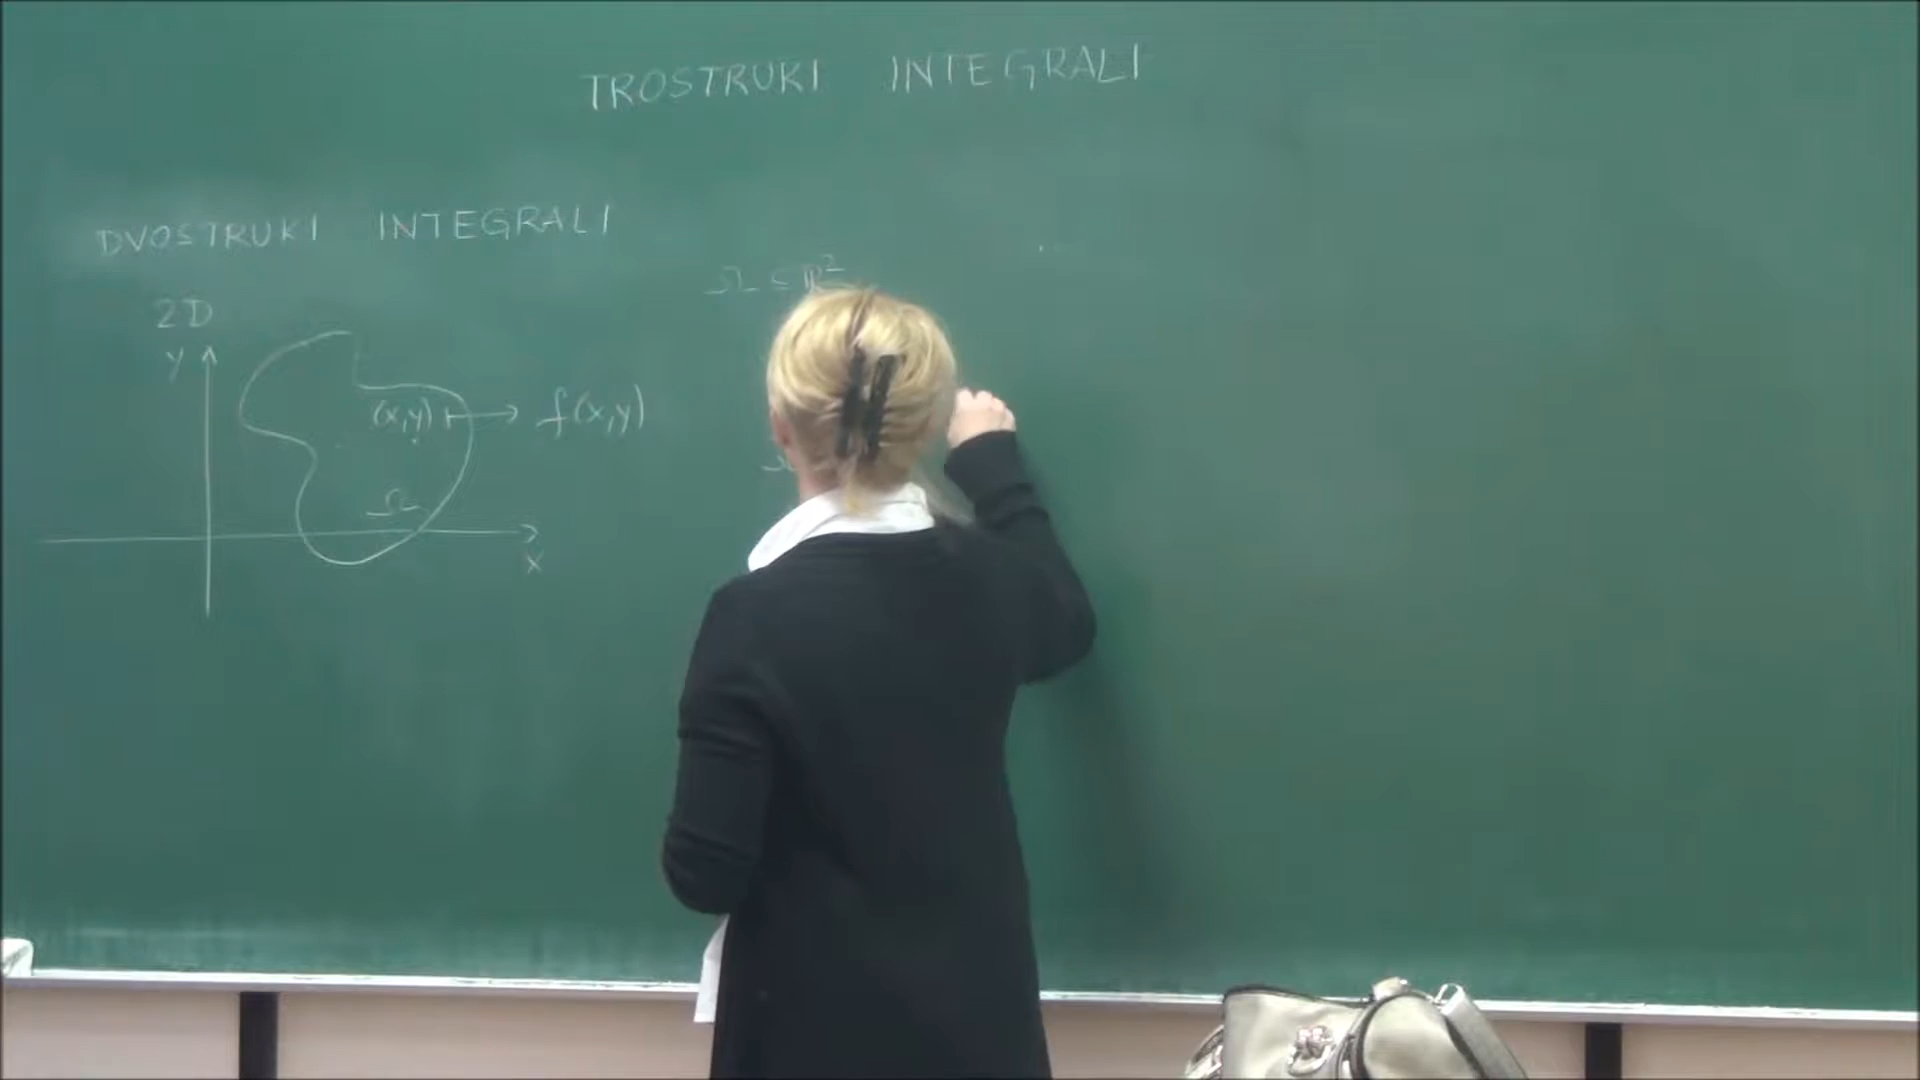 TROSTRUKI INTEGRALI
DVOSTRUKI INTEGRALI
Ω ⊆ ℝ²
2D
y
(x,y) ↦ f(x,y)
Ω
x